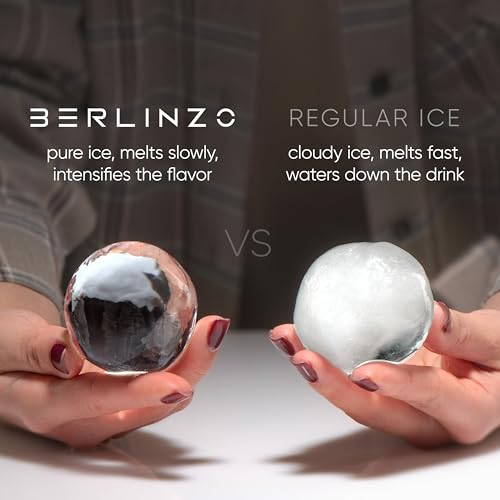 BERLINZO
pure ice, melts slowly,
intensifies the flavor
VS
REGULAR ICE
cloudy ice, melts fast,
waters down the drink